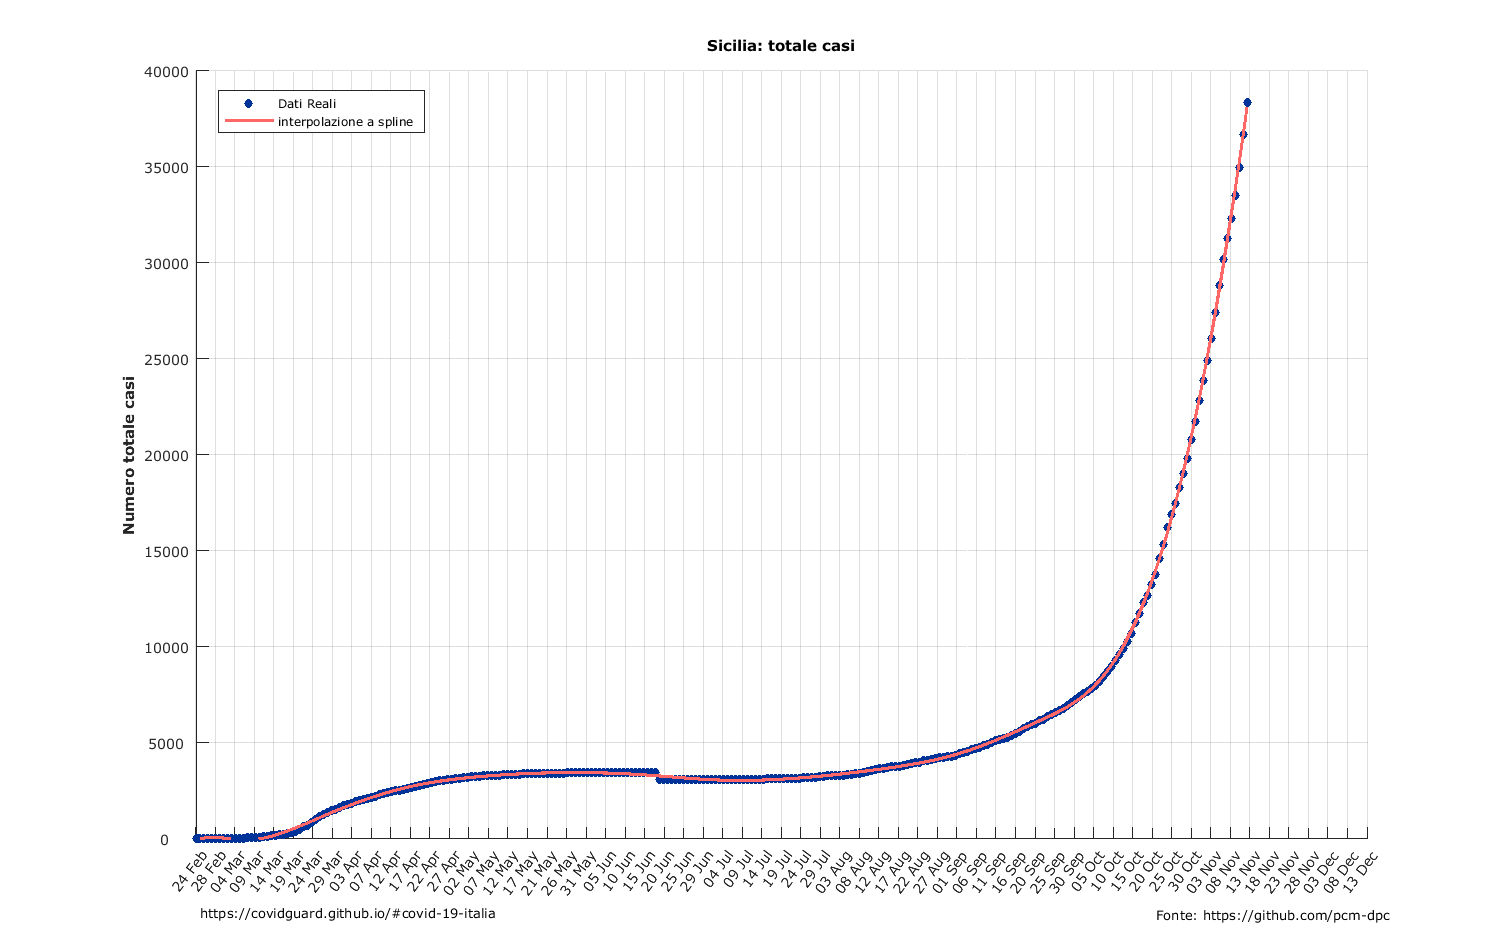 Sicilia: totale casi
Dati Reali
interpolazione a spline
Numero totale casi
40000
35000
30000
25000
20000
15000
10000
5000
0
24 Feb
28 Feb
04 Mar
09 Mar
14 Mar
19 Mar
24 Mar
29 Mar
03 Apr
07 Apr
12 Apr
17 Apr
22 Apr
27 Apr
02 May
07 May
12 May
17 May
21 May
26 May
31 May
05 Jun
10 Jun
15 Jun
20 Jun
25 Jun
29 Jun
04 Jul
09 Jul
14 Jul
19 Jul
24 Jul
29 Jul
03 Aug
08 Aug
12 Aug
17 Aug
22 Aug
27 Aug
01 Sep
06 Sep
11 Sep
16 Sep
20 Sep
25 Sep
30 Sep
05 Oct
10 Oct
15 Oct
20 Oct
25 Oct
30 Oct
03 Nov
08 Nov
13 Nov
18 Nov
23 Nov
28 Nov
03 Dec
08 Dec
13 Dec
https://covidguard.github.io/#covid-19-italia
Fonte: https://github.com/pcm-dpc